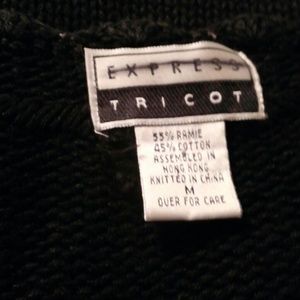 EXPRESS
TRICOT
55% RAMIE
45% COTTON
ASSEMBLED IN
HONG KONG
KNITTED IN CHINA
M
OVER FOR CARE